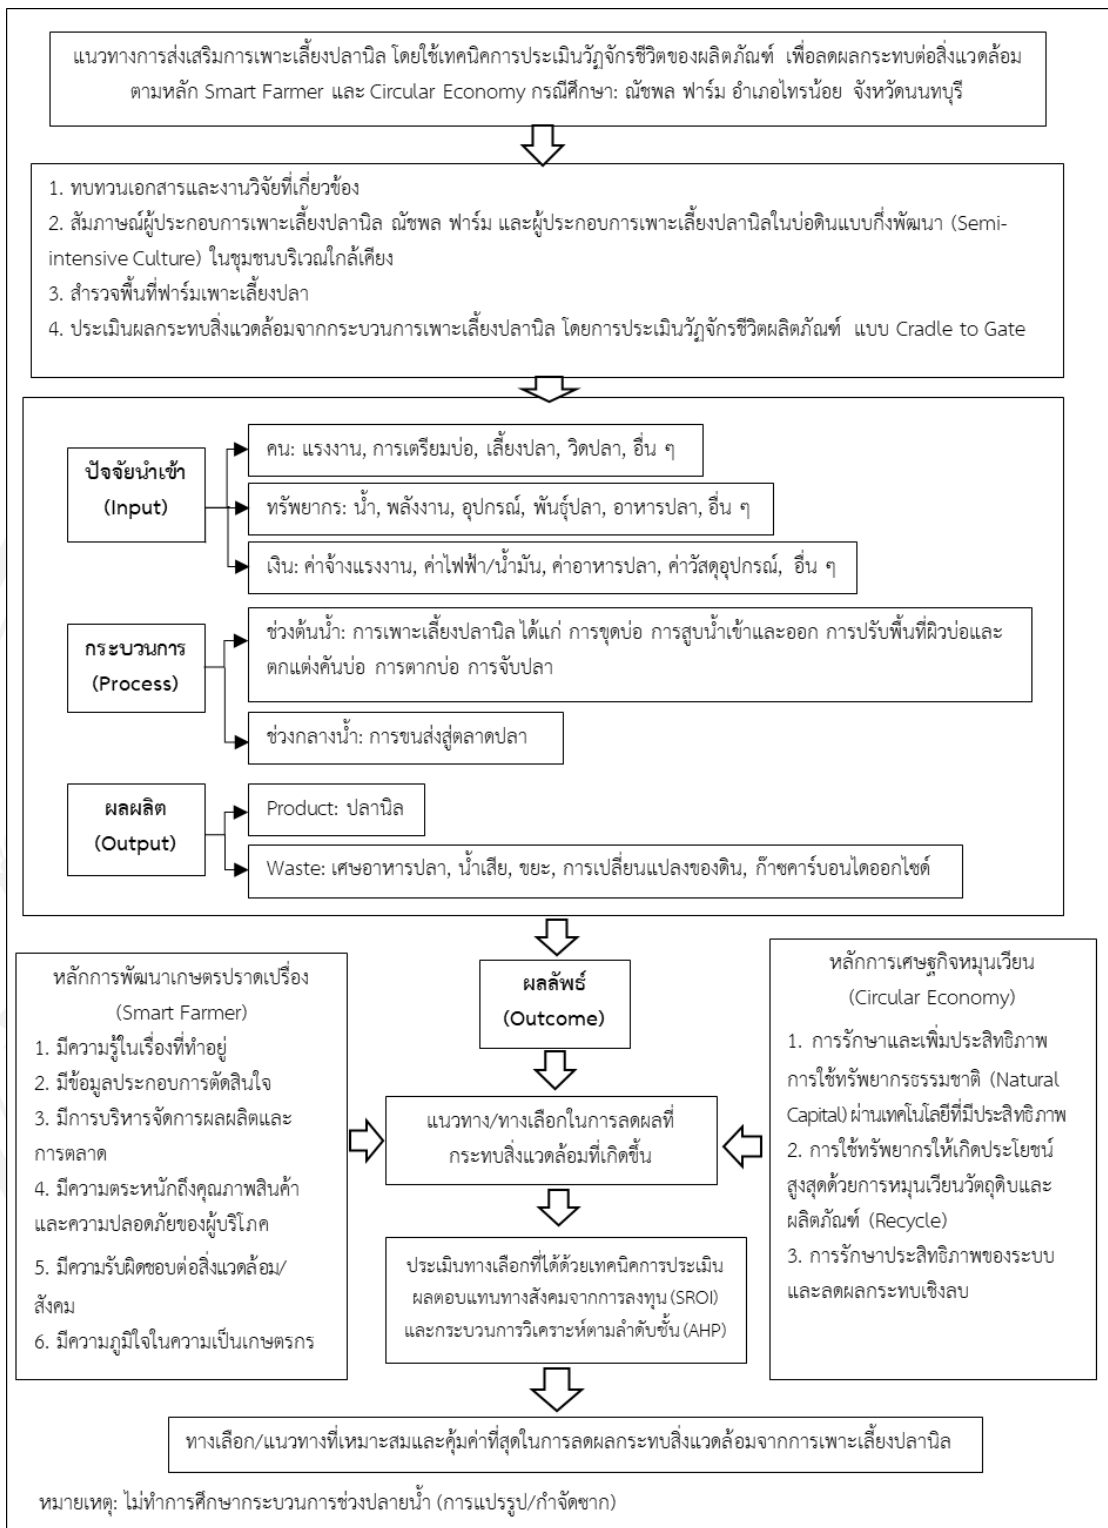 แนวทางการส่งเสริมการเพาะเลี้ยงปลานิล โดยใช้เทคนิคการประเมินวัฏจักรชีวิตของผลิตภัณฑ์ เพื่อลดผลกระทบต่อสิ่งแวดล้อม
ตามหลัก Smart Farmer และ Circular Economy กรณีศึกษา: ณัชพล ฟาร์ม อำเภอไทรน้อย จังหวัดนนทบุรี
1. ทบทวนเอกสารและงานวิจัยที่เกี่ยวข้อง
2. สัมภาษณ์ผู้ประกอบการเพาะเลี้ยงปลานิล ณัชพล ฟาร์ม และผู้ประกอบการเพาะเลี้ยงปลานิลในบ่อดินแบบกึ่งพัฒนา (Semi-
intensive Culture) ในชุมชนบริเวณใกล้เคียง
3. สำรวจพื้นที่ฟาร์มเพาะเลี้ยงปลา
4. ประเมินผลกระทบสิ่งแวดล้อมจากกระบวนการเพาะเลี้ยงปลานิล โดยการประเมินวัฏจักรชีวิตผลิตภัณฑ์ แบบ Cradle to Gate
ปัจจัยนำเข้า
(Input)
คน: แรงงาน, การเตรียมบ่อ, เลี้ยงปลา, วิดปลา, อื่น ๆ
ทรัพยากร: น้ำ, พลังงาน, อุปกรณ์, พันธุ์ปลา, อาหารปลา, อื่น ๆ
เงิน: ค่าจ้างแรงงาน, ค่าไฟฟ้า/น้ำมัน, ค่าอาหารปลา, ค่าวัสดุอุปกรณ์, อื่น ๆ
กระบวนการ
(Process)
ช่วงต้นน้ำ: การเพาะเลี้ยงปลานิล ได้แก่ การขุดบ่อ การสูบน้ำเข้าและออก การปรับพื้นที่ผิวบ่อและ
ตกแต่งคันบ่อ การตากบ่อ การจับปลา
ช่วงกลางน้ำ: การขนส่งสู่ตลาดปลา
ผลผลิต
(Output)
Product: ปลานิล
Waste: เศษอาหารปลา, น้ำเสีย, ขยะ, การเปลี่ยนแปลงของดิน, ก๊าซคาร์บอนไดออกไซด์
หลักการพัฒนาเกษตรปราดเปรื่อง
(Smart Farmer)
1. มีความรู้ในเรื่องที่ทำอยู่
2. มีข้อมูลประกอบการตัดสินใจ
3. มีการบริหารจัดการผลผลิตและ
การตลาด
4. มีความตระหนักถึงคุณภาพสินค้า
และความปลอดภัยของผู้บริโภค
5. มีความรับผิดชอบต่อสิ่งแวดล้อม/
สังคม
6. มีความภูมิใจในความเป็นเกษตรกร
ผลลัพธ์
(Outcome)
แนวทาง/ทางเลือกในการลดผลที่
กระทบสิ่งแวดล้อมที่เกิดขึ้น
ประเมินทางเลือกที่ได้ด้วยเทคนิคการประเมิน
ผลตอบแทนทางสังคมจากการลงทุน (SROI)
และกระบวนการวิเคราะห์ตามลำดับชั้น (AHP)
หลักการเศรษฐกิจหมุนเวียน
(Circular Economy)
1. การรักษาและเพิ่มประสิทธิภาพ
การใช้ทรัพยากรธรรมชาติ (Natural
Capital) ผ่านเทคโนโลยีที่มีประสิทธิภาพ
2. การใช้ทรัพยากรให้เกิดประโยชน์
สูงสุดด้วยการหมุนเวียนวัตถุดิบและ
ผลิตภัณฑ์ (Recycle)
3. การรักษาประสิทธิภาพของระบบ
และลดผลกระทบเชิงลบ
ทางเลือก/แนวทางที่เหมาะสมและคุ้มค่าที่สุดในการลดผลกระทบสิ่งแวดล้อมจากการเพาะเลี้ยงปลานิล
หมายเหตุ: ไม่ทำการศึกษากระบวนการช่วงปลายน้ำ (การแปรรูป/กำจัดซาก)